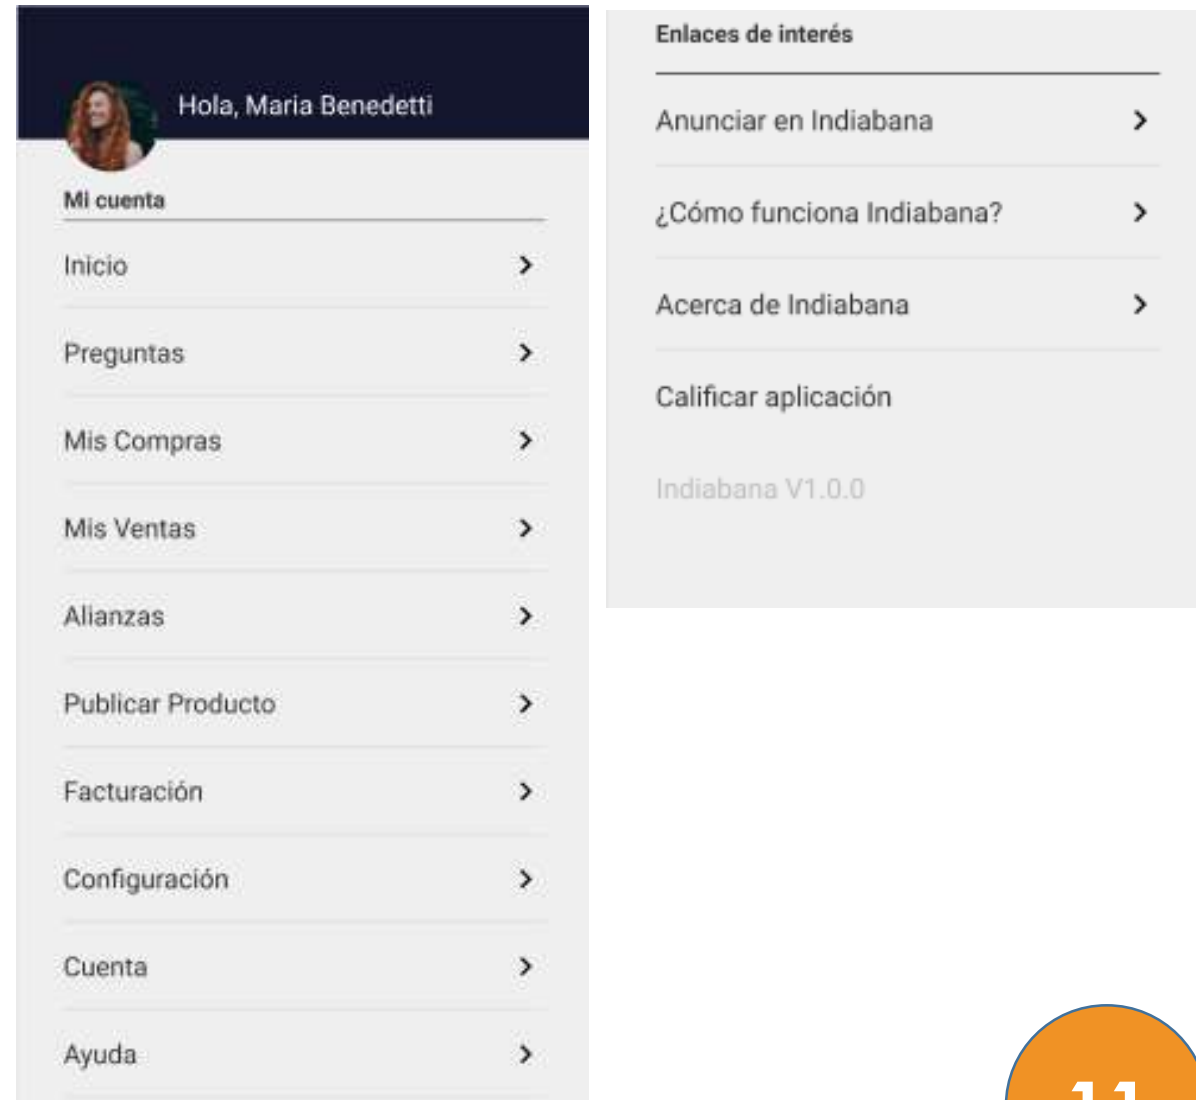 Hola, Maria Benedetti
Mi cuenta
Inicio
Preguntas
Mis Compras
Mis Ventas
Alianzas
Publicar Producto
Facturación
Configuración
Cuenta
Ayuda
Enlaces de interés
Anunciar en Indiabana
¿Cómo funciona Indiabana?
Acerca de Indiabana
Calificar aplicación
Indiabana V1.0.0
11